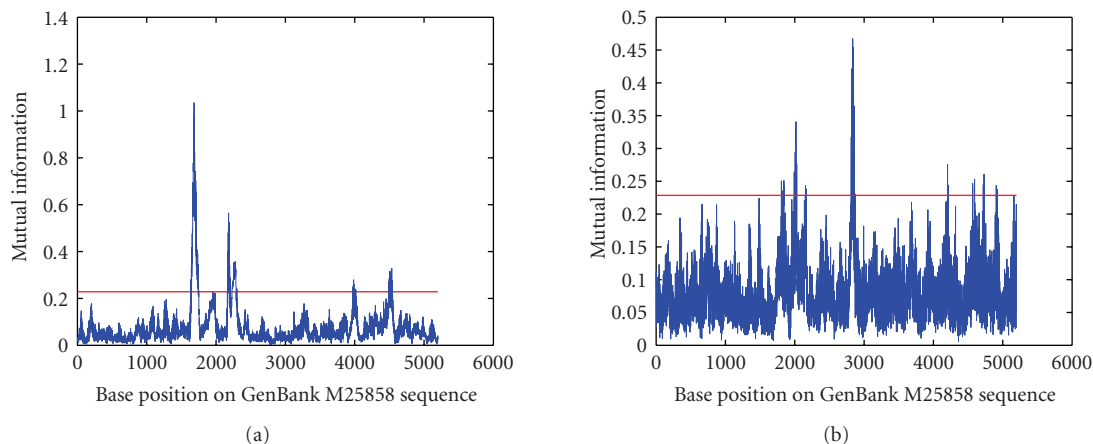 1.4
1.2
1
0.8
0.6
0.4
0.2
0
Mutual information
0 1000 2000 3000 4000 5000 6000
Base position on GenBank M25858 sequence
(a)
0.5
0.45
0.4
0.35
0.3
0.25
0.2
0.15
0.1
0.05
0
Mutual information
0 1000 2000 3000 4000 5000 6000
Base position on GenBank M25858 sequence
(b)